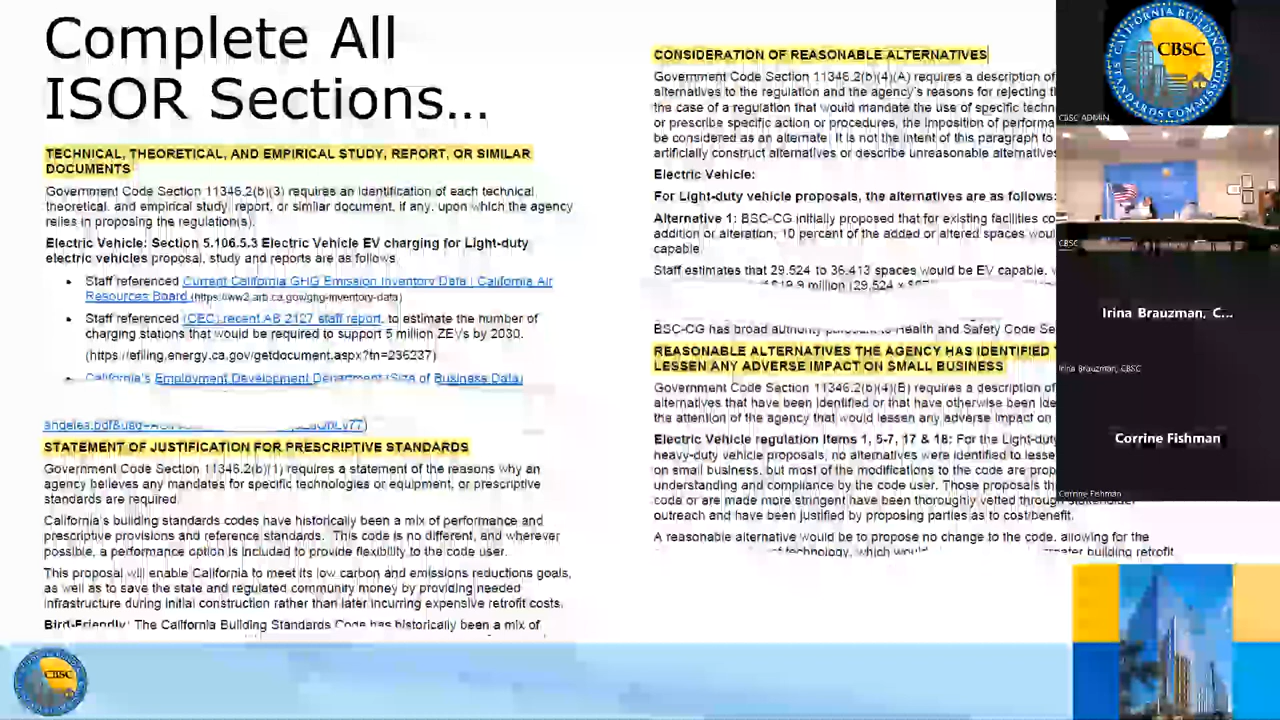 Complete All
ISOR Sections...
TECHNICAL, THEORETICAL, AND EMPIRICAL STUDY, REPORT, OR SIMILAR
DOCUMENTS
Government Code Section 11346.2(b)(3) requires an identification of each technical,
theoretical, and empirical study, report, or similar document, if any, upon which the agency
relies in proposing the regulation(s).
Electric Vehicle: Section 5.106.5.3 Electric Vehicle EV charging for Light-duty
electric vehicles proposal, study and reports are as follows
• Staff referenced Current California GHG Emission Inventory Data | California Air
Resources Board (https://ww2.arb.ca.gov/ghg-inventory-data)
• Staff referenced (CEC) recent AB 2127 staff report, to estimate the number of
charging stations that would be required to support 5 million ZEVs by 2030.
(https://efiling.energy.ca.gov/getdocument.aspx?tn=236237)
• California's Employment Development Department (Size of Business Data)
STATEMENT OF JUSTIFICATION FOR PRESCRIPTIVE STANDARDS
Government Code Section 11346.2(b)(1) requires a statement of the reasons why an
agency believes any mandates for specific technologies or equipment, or prescriptive
standards are required.
California's building standards codes have historically been a mix of performance and
prescriptive provisions and reference standards. This code is no different, and wherever
possible, a performance option is included to provide flexibility to the code user.
This proposal will enable California to meet its low carbon and emissions reductions goals,
as well as to save the state and regulated community money by providing needed
infrastructure during initial construction rather than later incurring expensive retrofit costs.
Bird-Friendly: The California Building Standards Code has historically been a mix of
CONSIDERATION OF REASONABLE ALTERNATIVES
Government Code Section 11346.2(b)(4)(A) requires a description of
alternatives to the regulation and the agency's reasons for rejecting
the case of a regulation that would mandate the use of specific
or prescribe specific action or procedures, the imposition of
be considered as an alternate. It is not the intent of this paragraph to
artificially construct alternatives or describe unreasonable alternatives
Electric Vehicle:
For Light-duty vehicle proposals, the alternatives are as follows:
Alternative 1: BSC-CG initially proposed that for existing facilities
addition or alteration, 10 percent of the added or altered spaces
capable.
Staff estimates that 29,524 to 36,413 spaces would be EV capable,
million (29,524 x
BSC-CG has broad authority pursuant to Health and Safety Code
REASONABLE ALTERNATIVES THE AGENCY HAS IDENTIFIED
LESSEN ANY ADVERSE IMPACT ON SMALL BUSINESS
Government Code Section 11346.2(b)(4)(B) requires a description of
alternatives that have been identified or that have otherwise been
the attention of the agency that would lessen any adverse impact on
Electric Vehicle regulation Items 1, 5-7, 17 & 18: For the Light-duty
heavy-duty vehicle proposals, no alternatives were identified to
on small business, but most of the modifications to the code are
understanding and compliance by the code user. Those proposals
code or are made more stringent have been thoroughly vetted through stakeholder
outreach and have been justified by proposing parties as to cost/benefit.
A reasonable alternative would be to propose no change to the code, allowing for the
of technology, which would building retrofit
CALIFORNIA BUILDING STANDARDS COMMISSION
CBSC
CBSC ADMIN
CBSC
Irina Brauzman, C...
Irina Brauzman, CBSC
Corrine Fishman
Corrine Fishman
CBSC